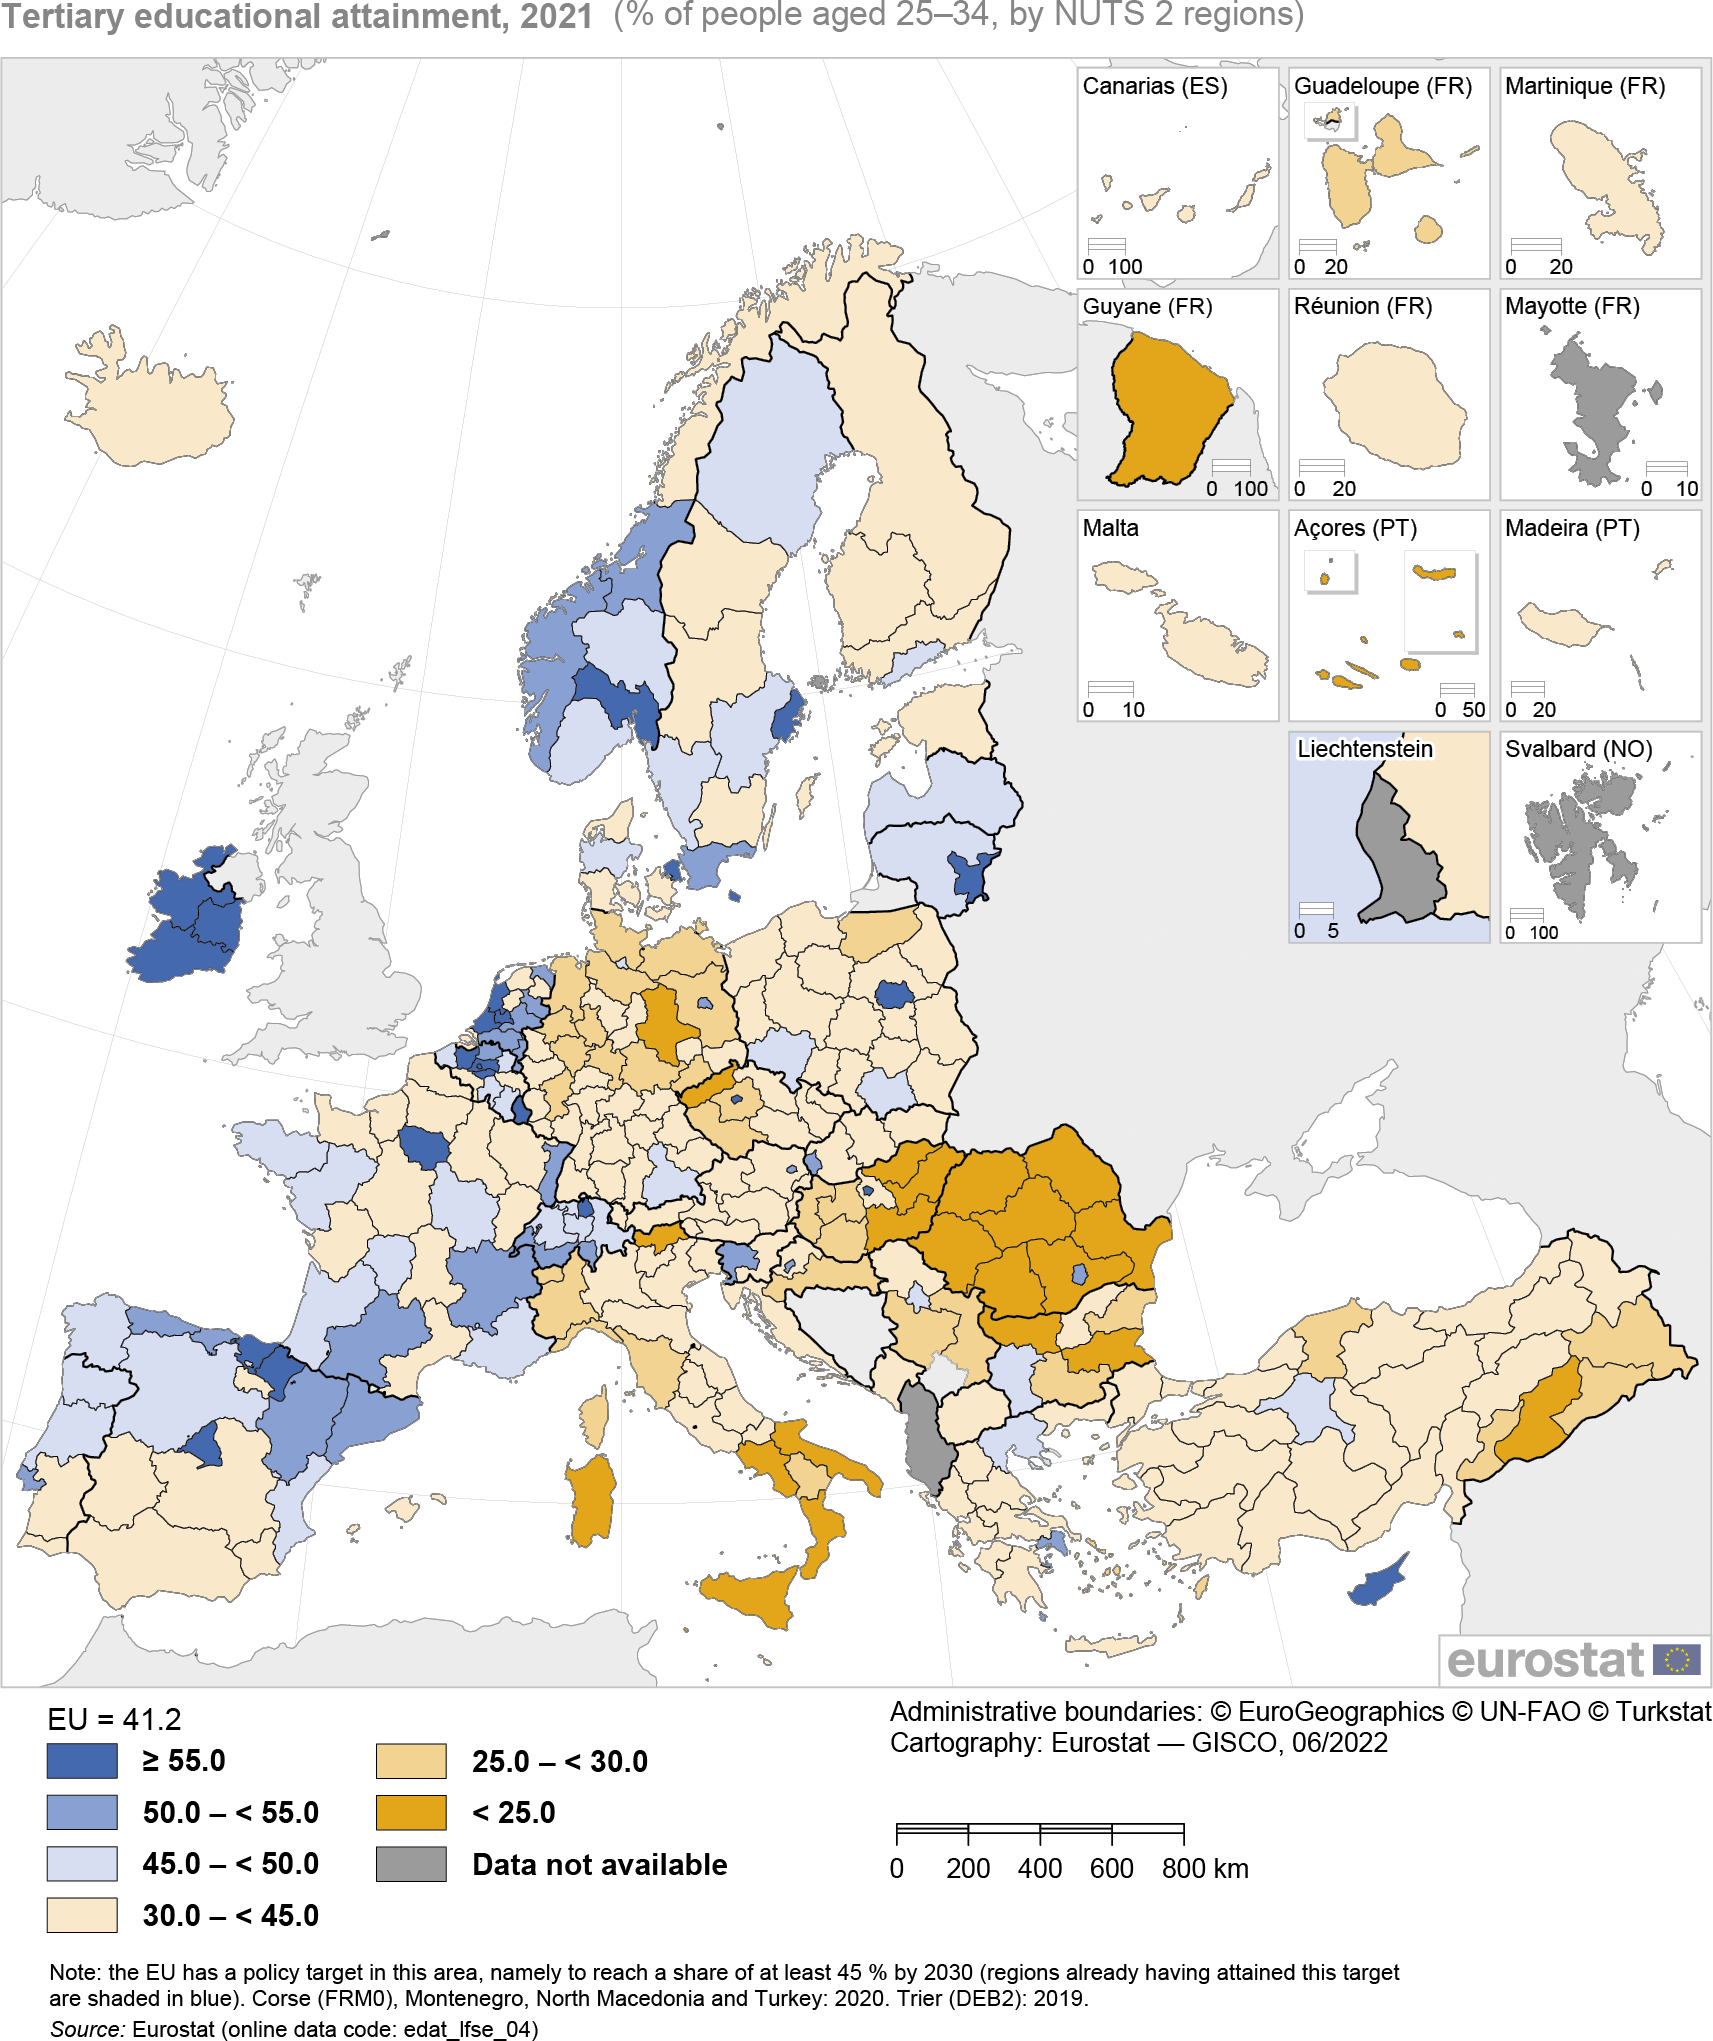 Tertiary educational attainment, 2021 (% of people aged 25–34, by NUTS 2 regions)
Canarias (ES)
0 100
Guadeloupe (FR)
0 20
Martinique (FR)
0 20
Guyane (FR)
0 100
Réunion (FR)
0 20
Mayotte (FR)
0 10
Malta
0 10
Açores (PT)
0 50
Madeira (PT)
0 20
Liechtenstein
0 5
Svalbard (NO)
0 100
eurostat
EU = 41.2
≥ 55.0
50.0 – < 55.0
45.0 – < 50.0
30.0 – < 45.0
25.0 – < 30.0
< 25.0
Data not available
Administrative boundaries: © EuroGeographics © UN-FAO © Turkstat
Cartography: Eurostat — GISCO, 06/2022
0 200 400 600 800 km
Note: the EU has a policy target in this area, namely to reach a share of at least 45 % by 2030 (regions already having attained this target
are shaded in blue). Corse (FRM0), Montenegro, North Macedonia and Turkey: 2020. Trier (DEB2): 2019.
Source: Eurostat (online data code: edat_lfse_04)